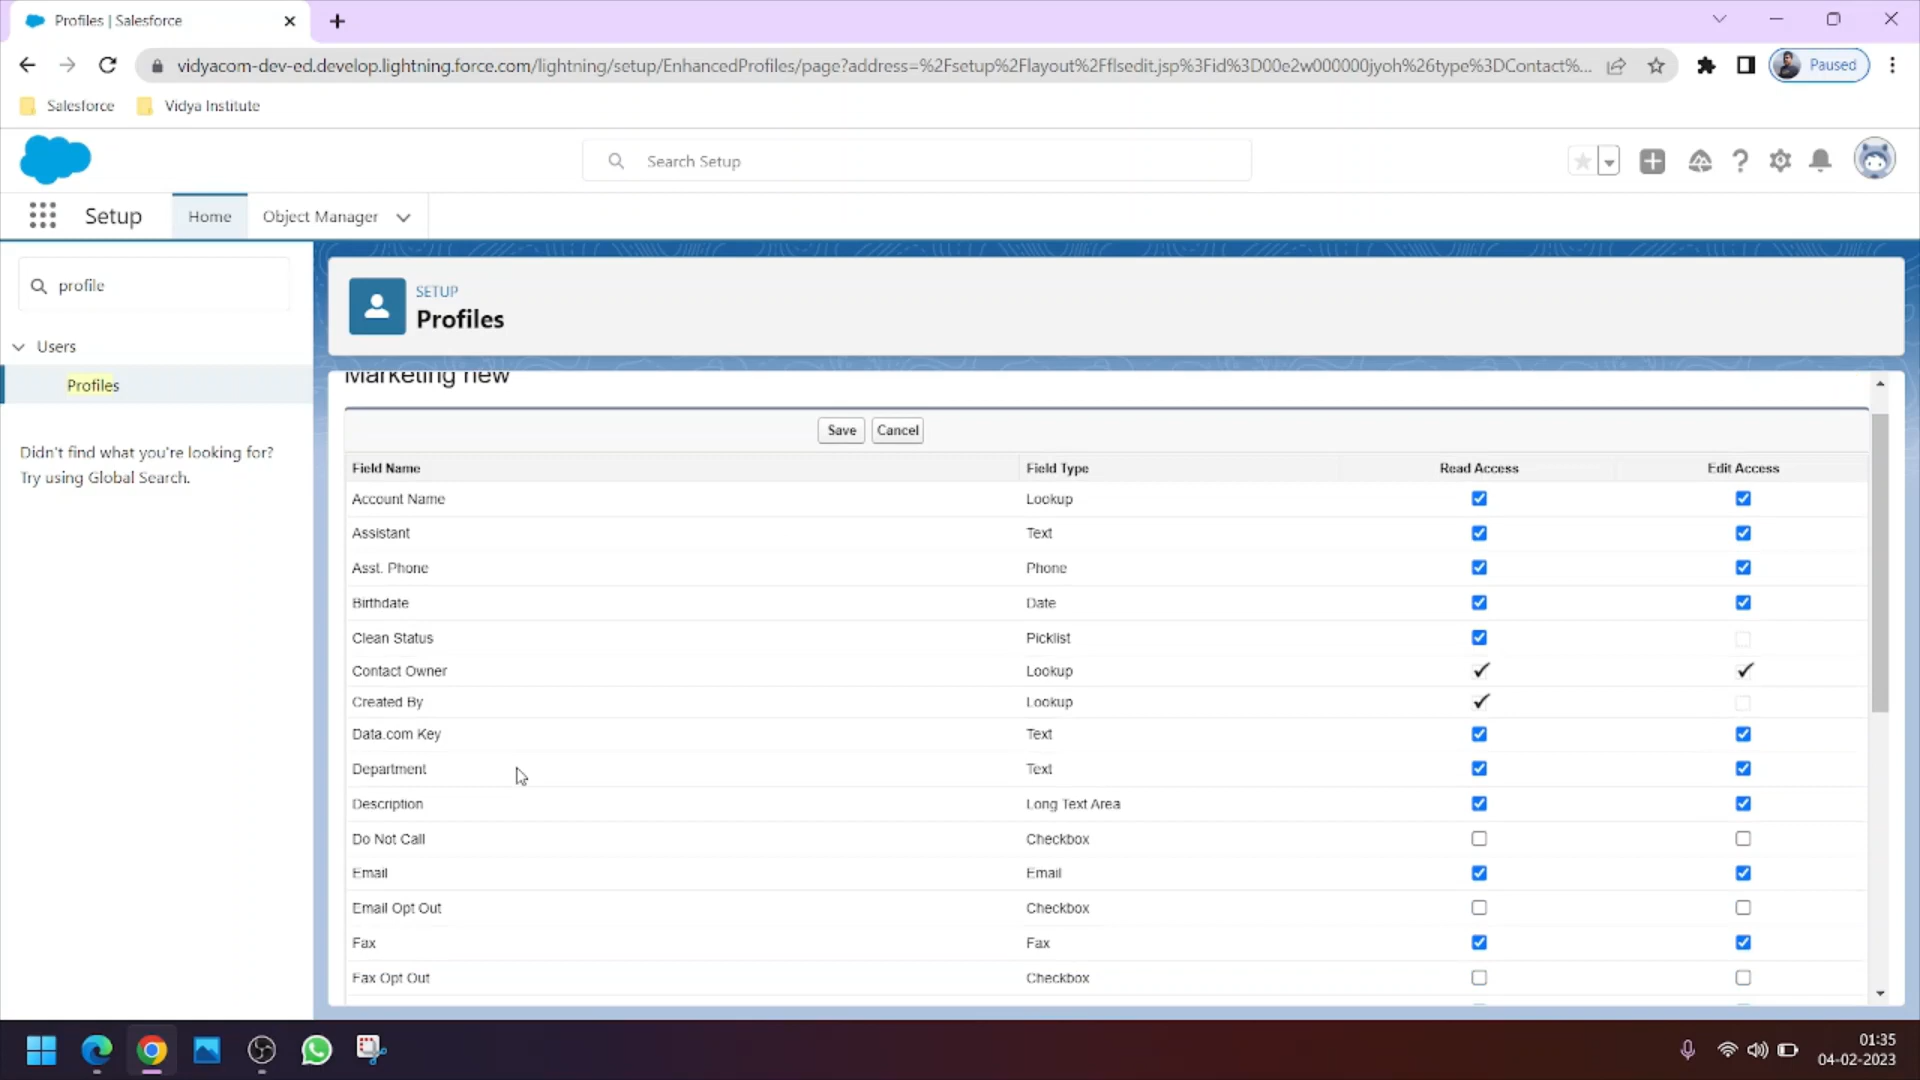 Profiles | Salesforce
vidyacom-dev-ed.develop.lightning.force.com/lightning/setup/EnhancedProfiles/page?address=%2Fsetup%2Flayout%2Fflsedit.jsp%3Fid%3D00e2w000000jyoh%26type%3DContact%...
Paused
Salesforce
Vidya Institute
Search Setup
Setup
Home
Object Manager
profile
Users
Profiles
Didn't find what you're looking for?
Try using Global Search.
SETUP
Profiles
Marketing new
Save
Cancel
Field Name Field Type Read Access Edit Access
Account Name Lookup
Assistant Text
Asst. Phone Phone
Birthdate Date
Clean Status Picklist
Contact Owner Lookup
Created By Lookup
Data.com Key Text
Department Text
Description Long Text Area
Do Not Call Checkbox
Email Email
Email Opt Out Checkbox
Fax Fax
Fax Opt Out Checkbox
01:35
04-02-2023